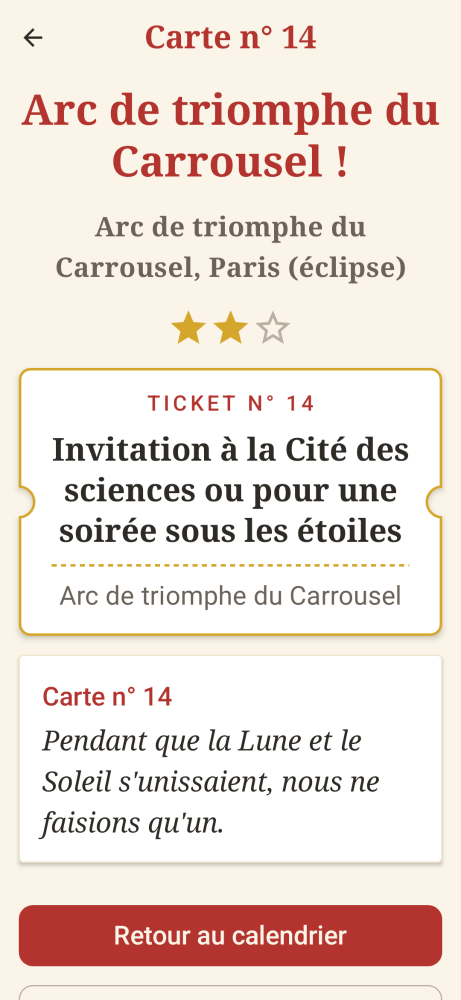 Carte n° 14
Arc de triomphe du
Carrousel !
Arc de triomphe du
Carrousel, Paris (éclipse)
TICKET N° 14
Invitation à la Cité des
sciences ou pour une
soirée sous les étoiles
Arc de triomphe du Carrousel
Carte n° 14
Pendant que la Lune et le
Soleil s'unissaient, nous ne
faisions qu'un.
Retour au calendrier